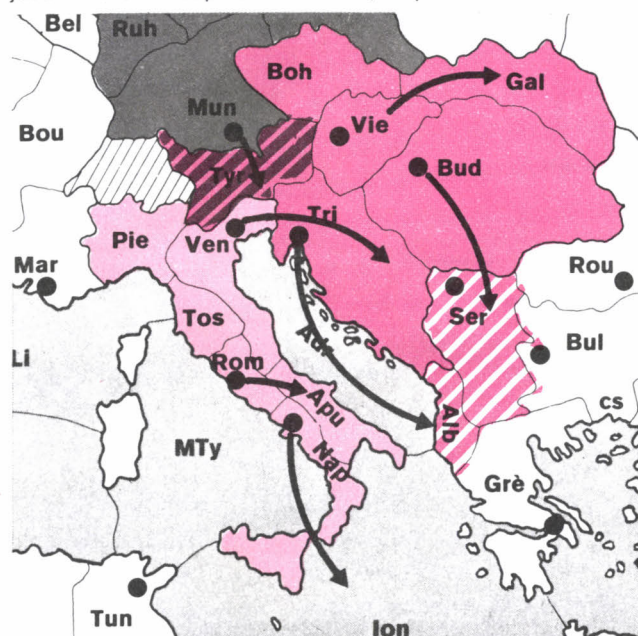 Bel
Ruh
Boh
Gal
Mun
Vie
Bou
Tyr
Bud
Pie
Ven
Tri
Mar
Rou
Tos
Ser
Li
Adr
Bul
Rom
Apu
Alb
cs
MTy
Nap
Grè
Tun
Ion